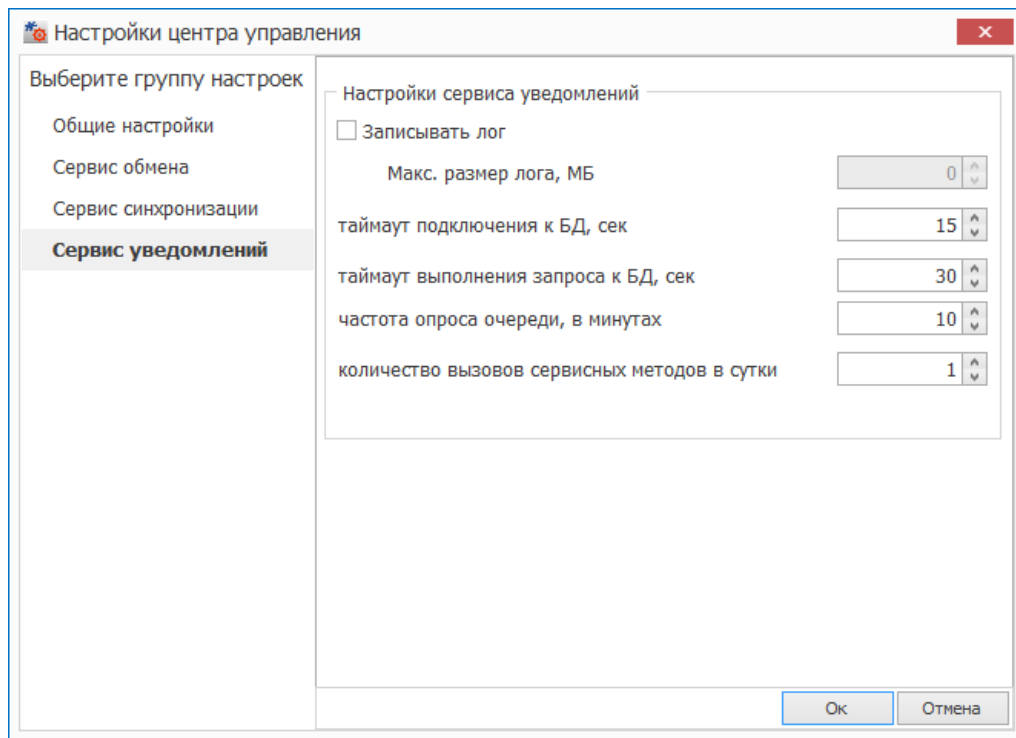 Настройки центра управления
Выберите группу настроек
Общие настройки
Сервис обмена
Сервис синхронизации
Сервис уведомлений
Настройки сервиса уведомлений
Записывать лог
Макс. размер лога, МБ 0
таймаут подключения к БД, сек 15
таймаут выполнения запроса к БД, сек 30
частота опроса очереди, в минутах 10
количество вызовов сервисных методов в сутки 1
Ок Отмена